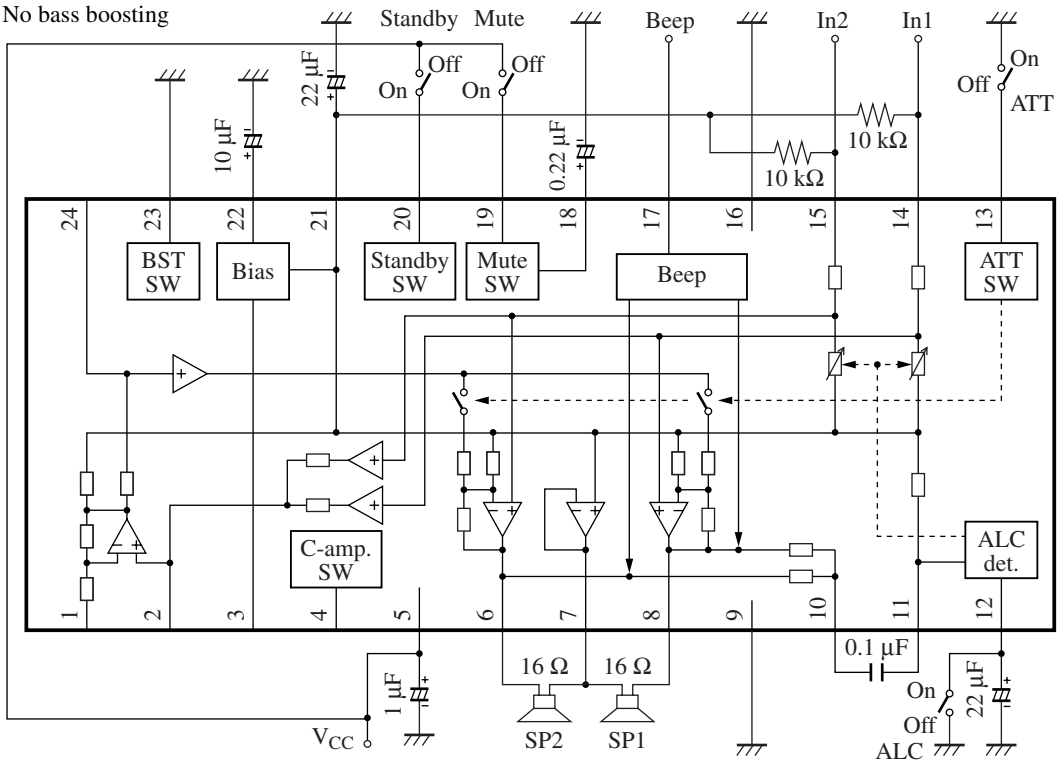 No bass boosting
Standby Mute
Beep
In2
In1
Off
On
Off
On
On
Off
ATT
22 µF
10 µF
0.22 µF
10 kΩ
10 kΩ
24
23
22
21
20
19
18
17
16
15
14
13
BST
SW
Bias
Standby
SW
Mute
SW
Beep
ATT
SW
+
+
+
− +
− +
− +
+ −
C-amp.
SW
ALC
det.
1
2
3
4
5
6
7
8
9
10
11
12
0.1 µF
1 µF
+
−
16 Ω
16 Ω
SP2
SP1
VCC
On
Off
ALC
22 µF
+
−